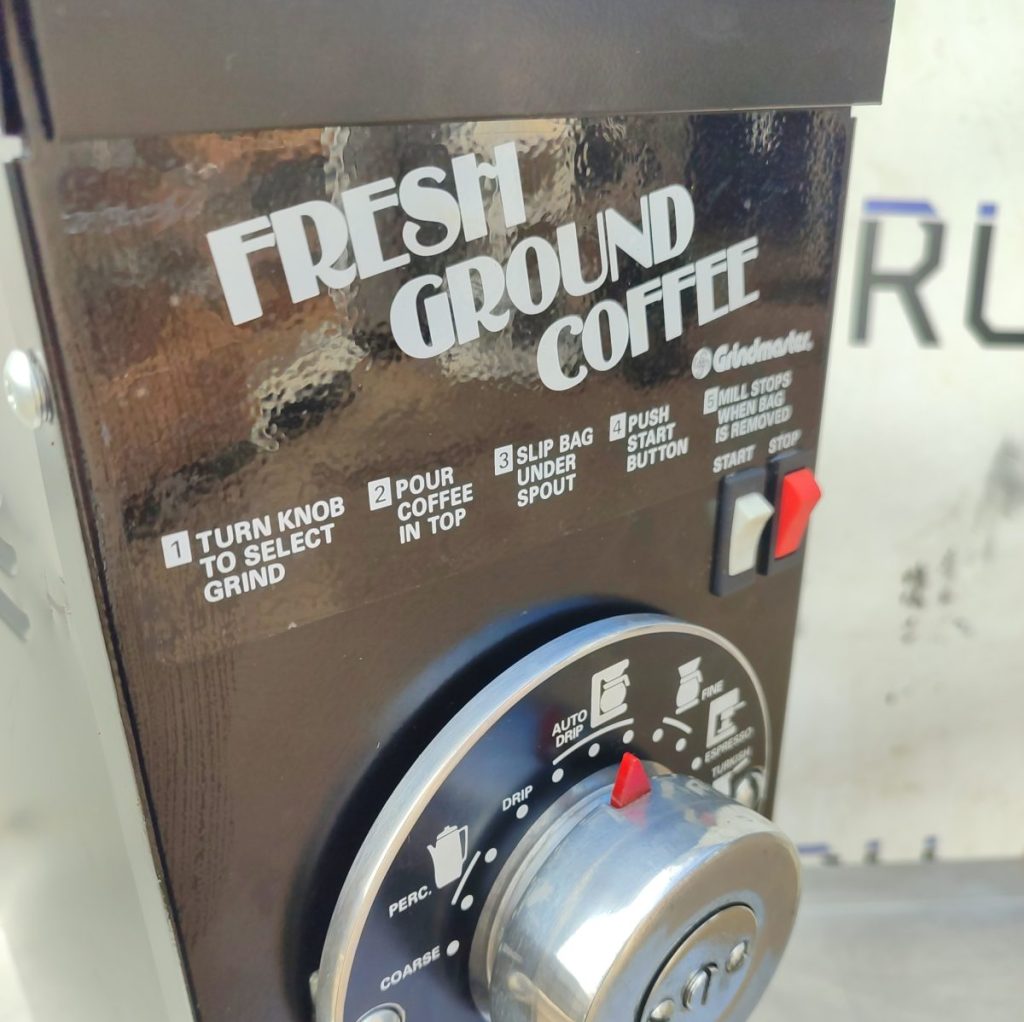 FRESH
GROUND
COFFEE
Grindmaster
1 TURN KNOB
TO SELECT
GRIND
2 POUR
COFFEE
IN TOP
3 SLIP BAG
UNDER
SPOUT
4 PUSH
START
BUTTON
5 MILL STOPS
WHEN BAG
IS REMOVED
START
STOP
COARSE
PERC.
DRIP
AUTO
DRIP
FINE
ESPRESSO
TURKISH
RU